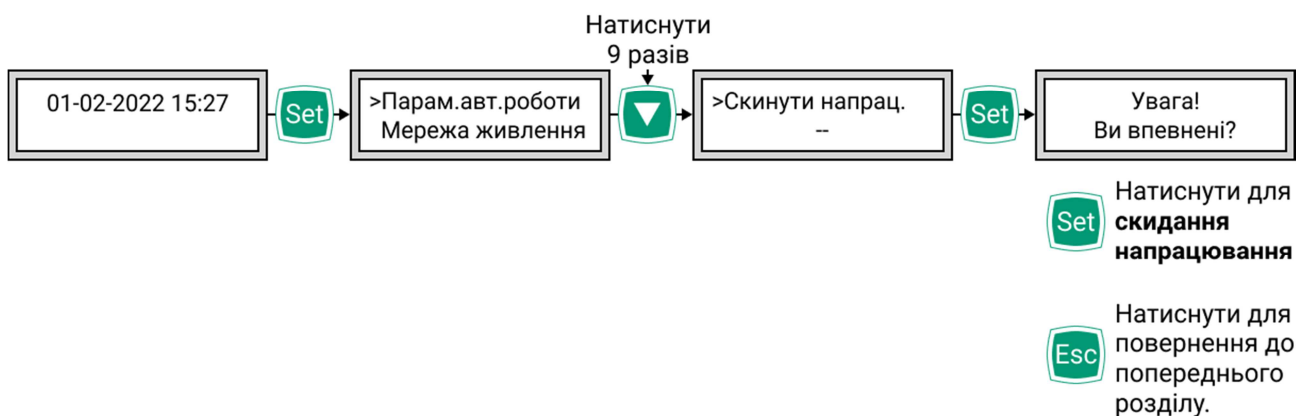 Натиснути
9 разів
01-02-2022 15:27
Set
>Парам.авт.роботи
Мережа живлення
>Скинути напрац.
--
Set
Увага!
Ви впевнені?
Set
Натиснути для
скидання
напрацювання
Esc
Натиснути для
повернення до
попереднього
розділу.